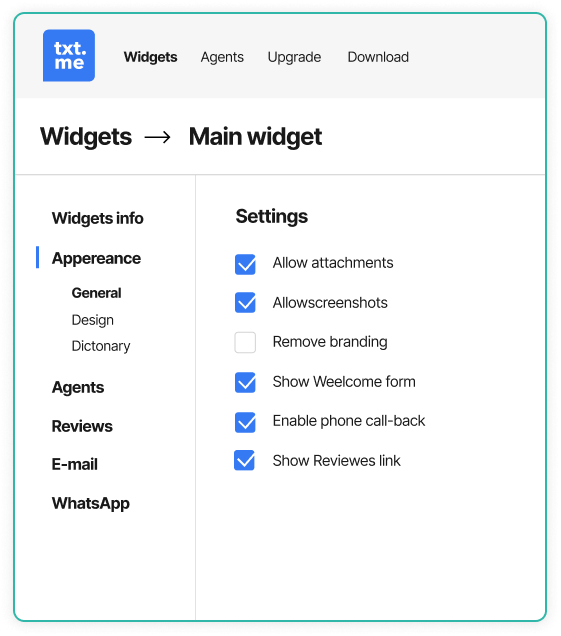 txt.
me
Widgets Agents Upgrade Download
Widgets → Main widget
Widgets info
Appereance
General
Design
Dictonary
Agents
Reviews
E-mail
WhatsApp
Settings
Allow attachments
Allowscreenshots
Remove branding
Show Weelcome form
Enable phone call-back
Show Reviewes link